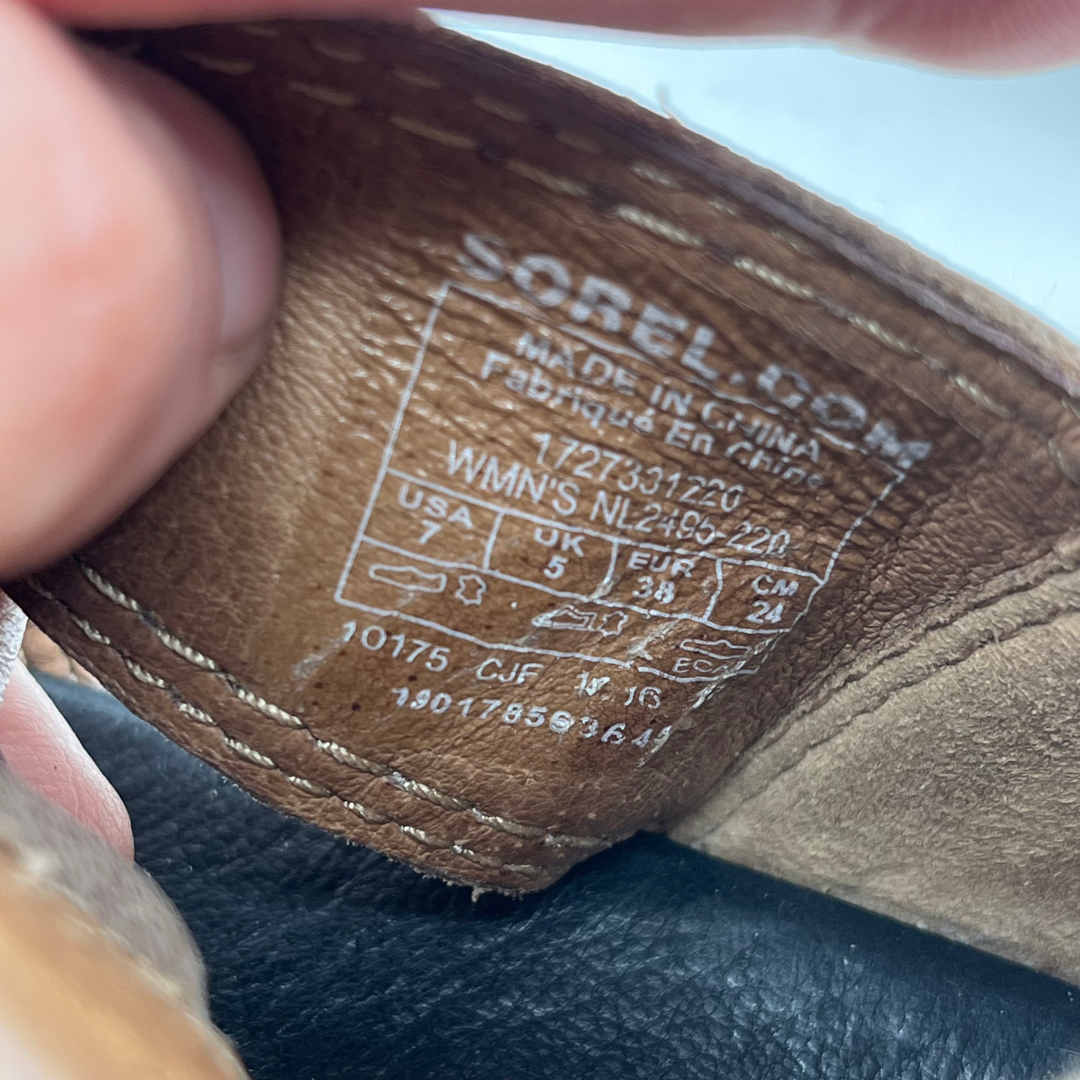 SOREL.COM
MADE IN CHINA
Fabriqué En Chine
1727331220
WMN'S NL2495-220
USA UK EUR CM
7 5 38 24
10175 CJF 16